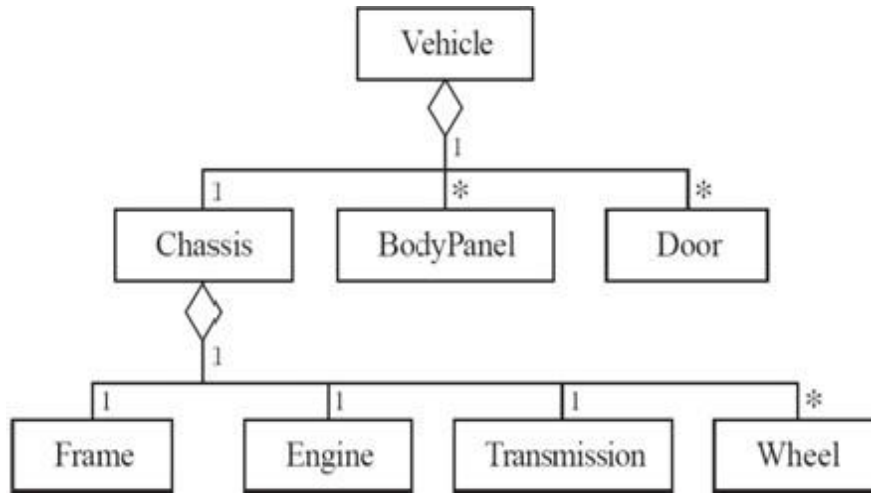 Vehicle
1
1 * *
Chassis BodyPanel Door
1
1 1 1 *
Frame Engine Transmission Wheel